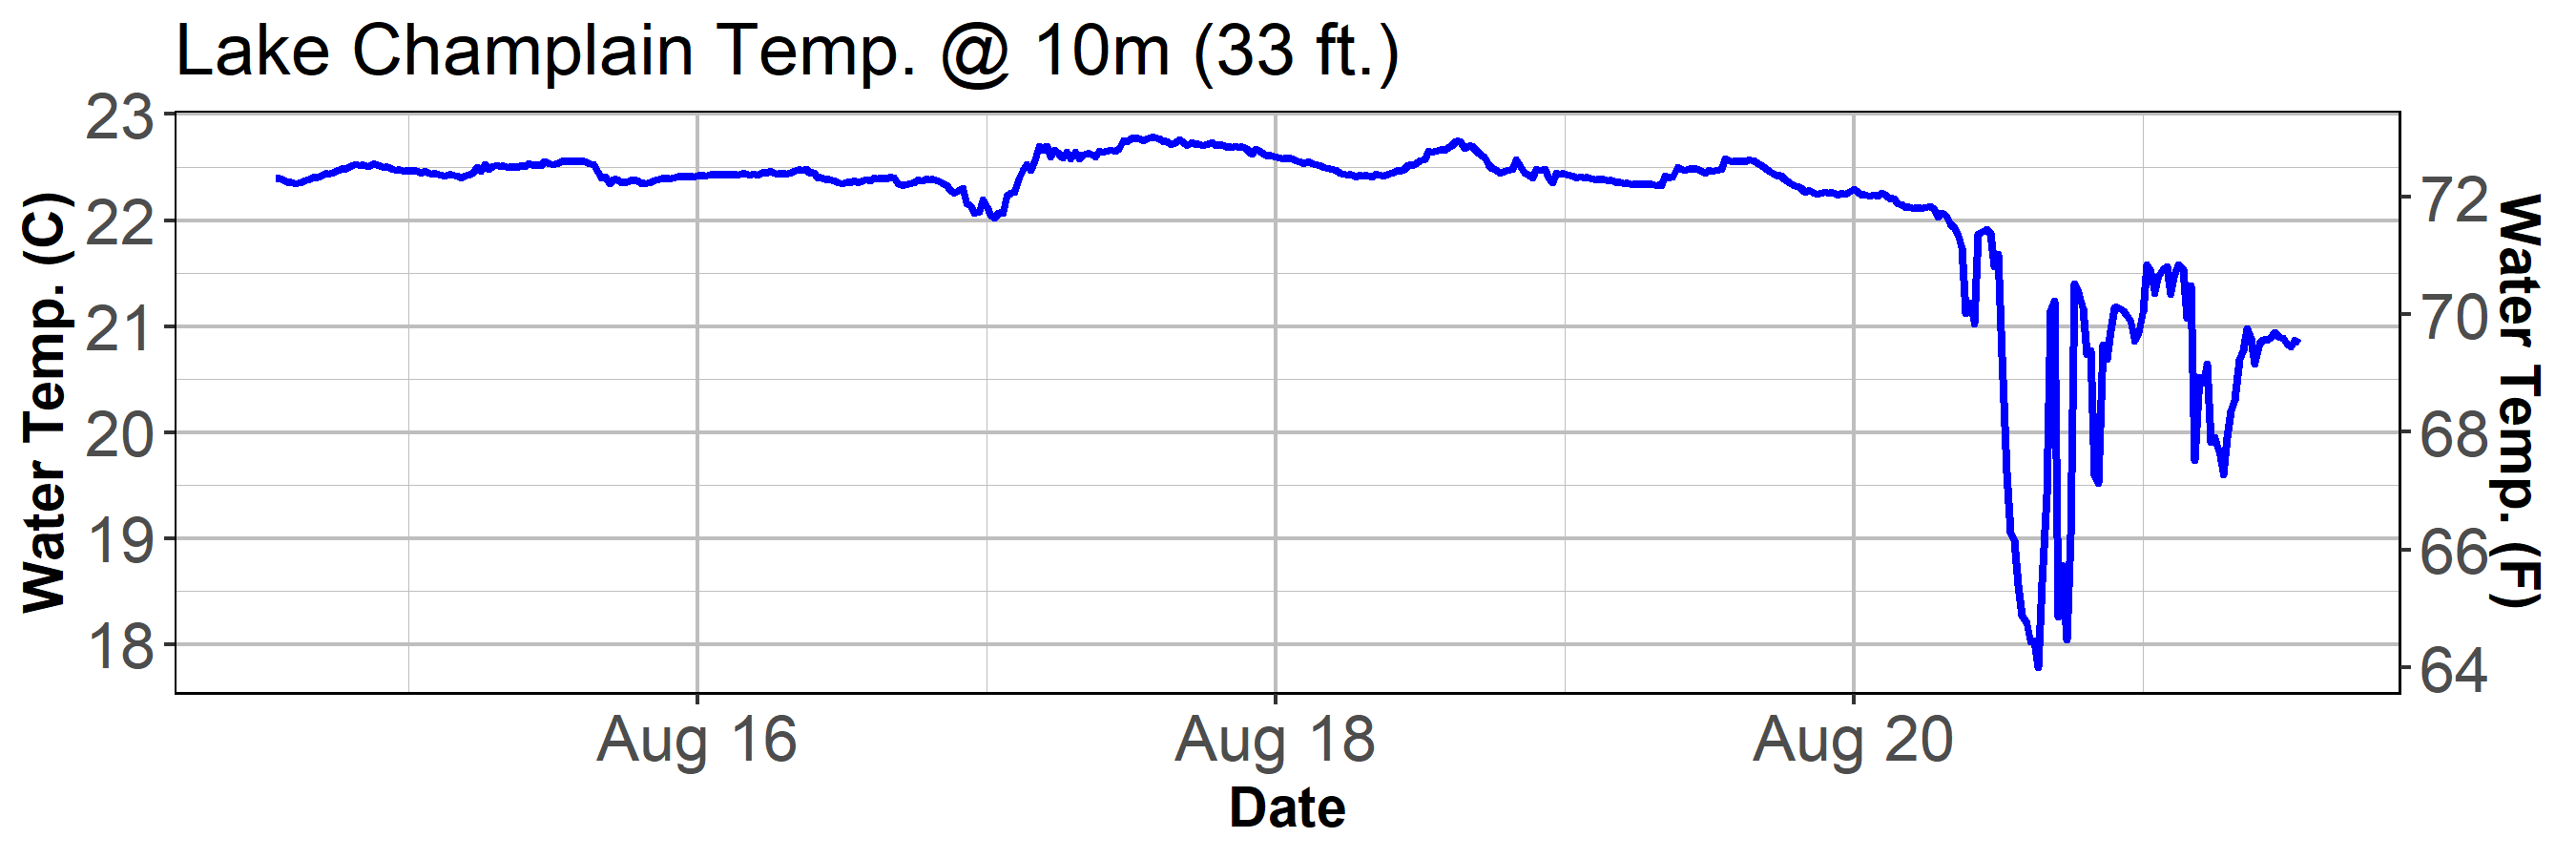 Lake Champlain Temp. @ 10m (33 ft.)
Water Temp. (C)
23
22
21
20
19
18
72
70
68
66
64
Water Temp. (F)
Aug 16
Aug 18
Aug 20
Date